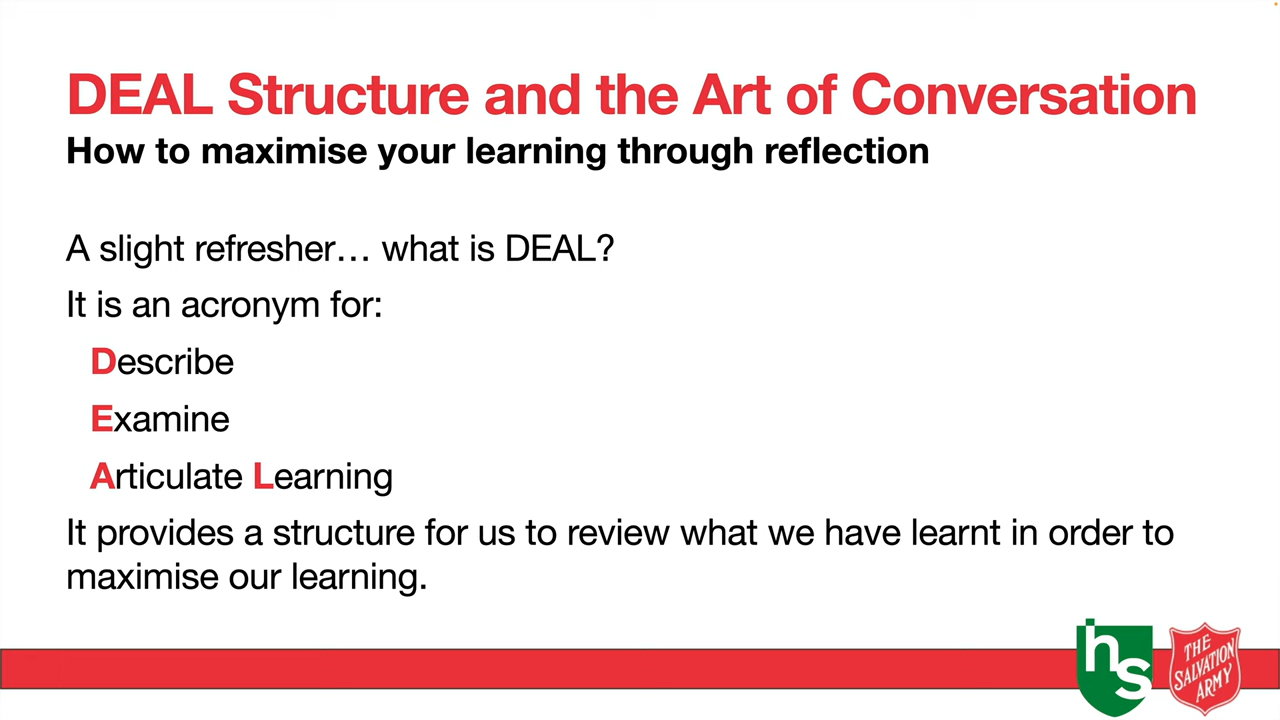 DEAL Structure and the Art of Conversation
How to maximise your learning through reflection
A slight refresher… what is DEAL?
It is an acronym for:
Describe
Examine
Articulate Learning
It provides a structure for us to review what we have learnt in order to
maximise our learning.
hs
THE
SALVATION
ARMY